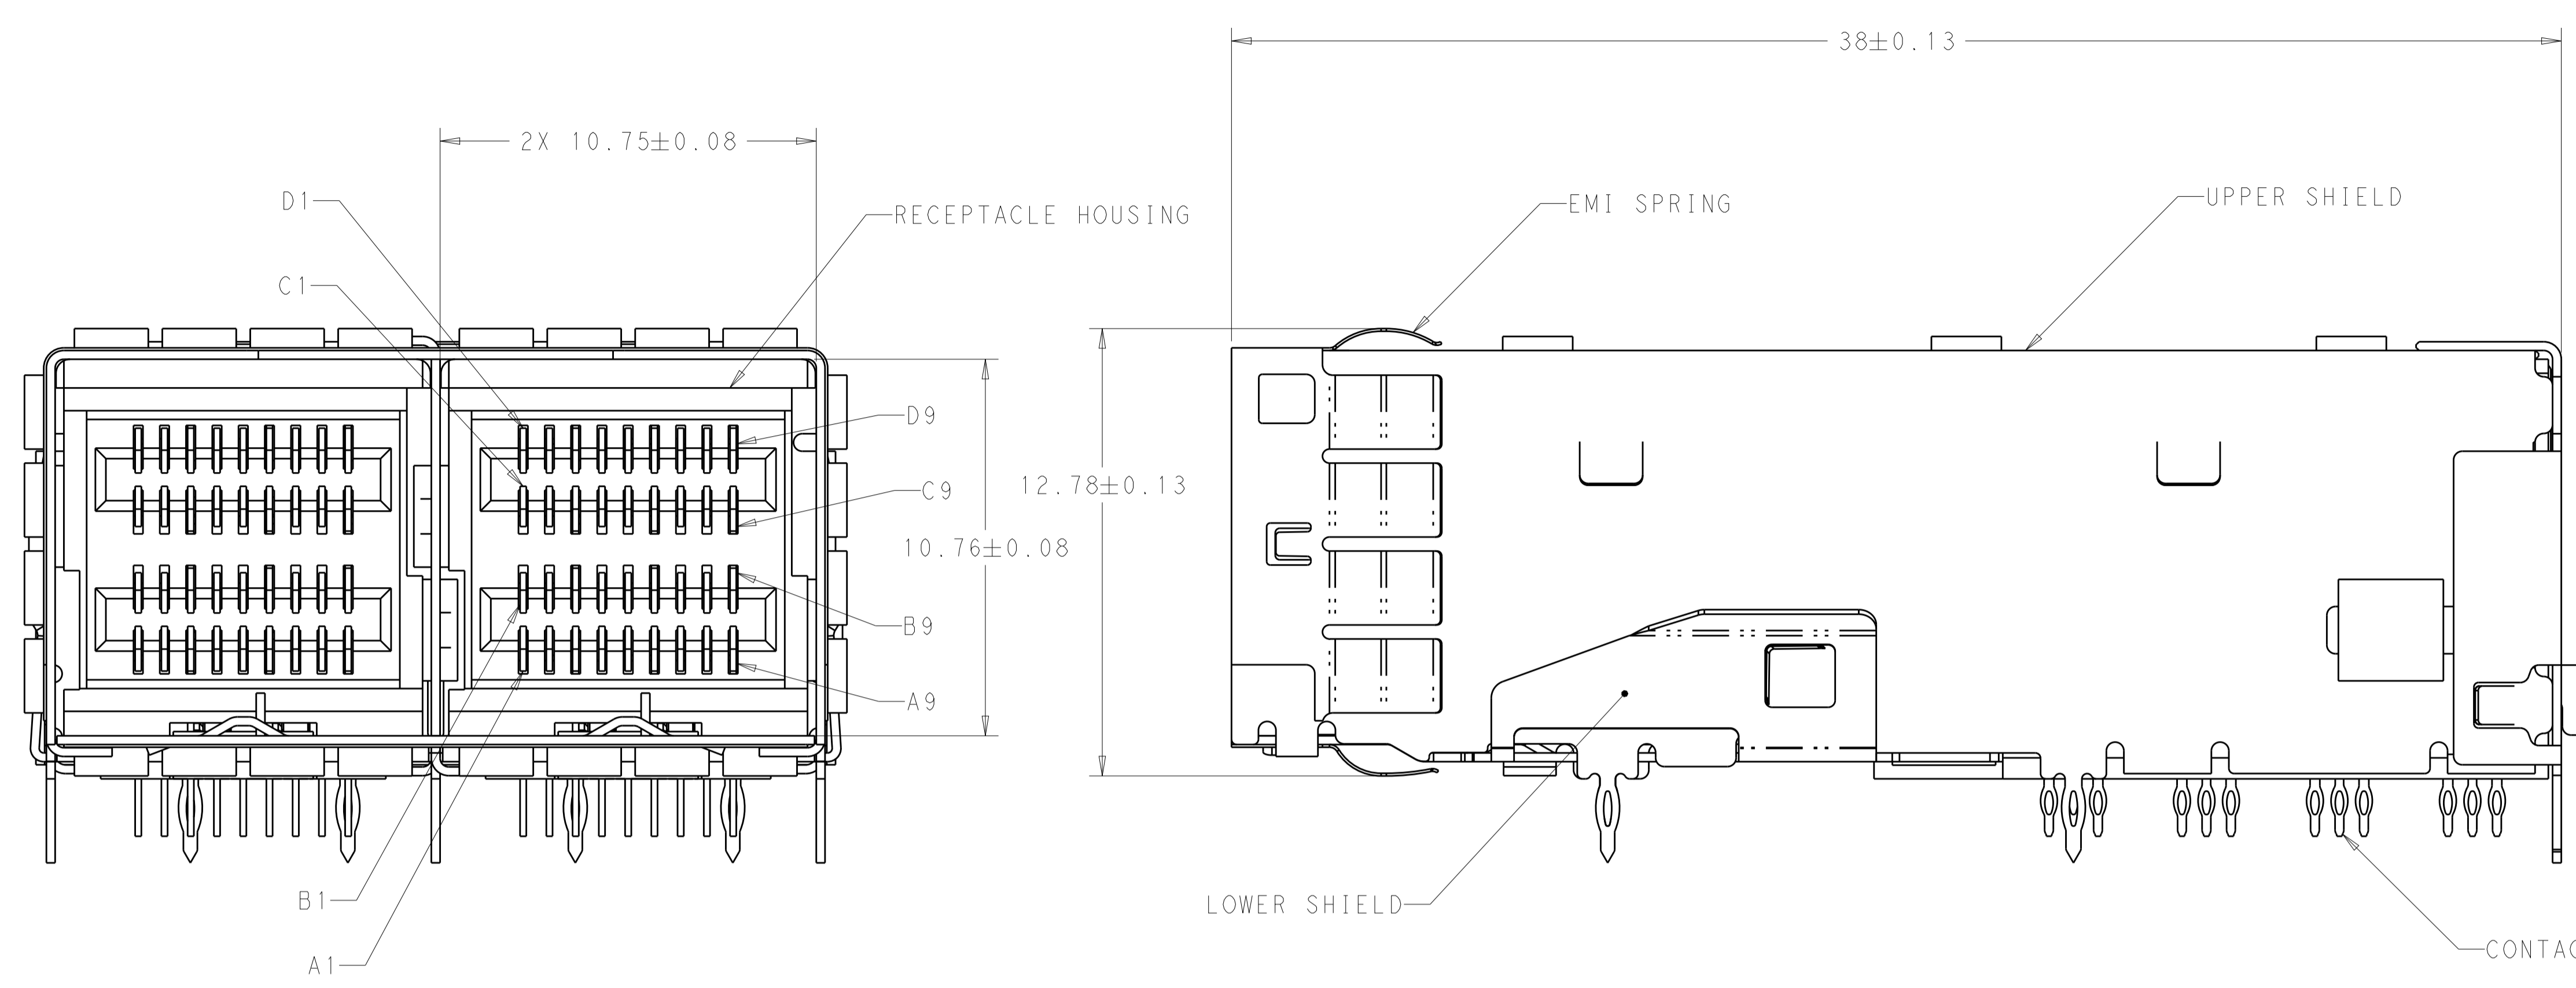 38±0.13
2X 10.75±0.08
D1
RECEPTACLE HOUSING
EMI SPRING
UPPER SHIELD
C1
D9
C9
12.78±0.13
10.76±0.08
B9
A9
B1
LOWER SHIELD
A1
CONTAC